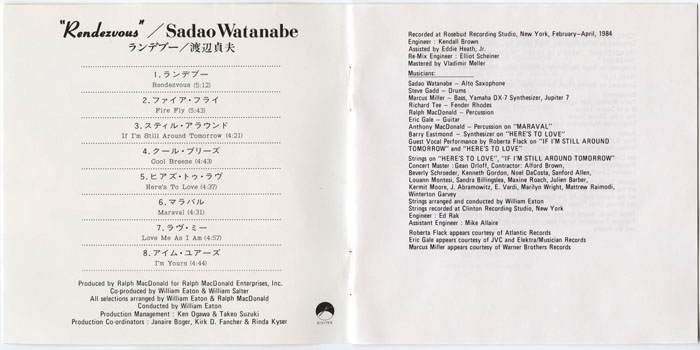 "Rendezvous" / Sadao Watanabe
ランデブー／渡辺貞夫
1. ランデブー
Rendezvous (5:12)
2. ファイア・フライ
Fire Fly (5:43)
3. スティル・アラウンド
If I'm Still Around Tomorrow (4:21)
4. クール・ブリーズ
Cool Breeze (4:43)
5. ヒアズ・トゥ・ラヴ
Here's To Love (4:37)
6. マラバル
Maraval (4:31)
7. ラヴ・ミー
Love Me As I Am (4:57)
8. アイム・ユアーズ
I'm Yours (4:44)
Produced by Ralph MacDonald for Ralph MacDonald Enterprises, Inc.
Co-produced by William Eaton & William Salter
All selections arranged by William Eaton & Ralph MacDonald
Conducted by William Eaton
Production Management : Ken Ogawa & Takeo Suzuki
Production Co-ordinators : Janaire Boger, Kirk D. Fancher & Rinda Kyser
DIGITAL
Recorded at Rosebud Recording Studio, New York, February-April, 1984
Engineer : Kendall Brown
Assisted by Eddie Heath, Jr.
Re-Mix Engineer : Elliot Scheiner
Mastered by Vladimir Meller
Musicians:
Sadao Watanabe – Alto Saxophone
Steve Gadd – Drums
Marcus Miller – Bass, Yamaha DX-7 Synthesizer, Jupiter 7
Richard Tee – Fender Rhodes
Ralph MacDonald – Percussion
Eric Gale – Guitar
Anthony MacDonald – Percussion on "MARAVAL"
Barry Eastmond – Synthesizer on "HERE'S TO LOVE"
Guest Vocal Performance by Roberta Flack on "IF I'M STILL AROUND
TOMORROW" and "HERE'S TO LOVE"
Strings on "HERE'S TO LOVE", "IF I'M STILL AROUND TOMORROW"
Concert Master : Gean Orloff, Contractor: Alford Brown,
Beverly Schroeder, Kenneth Gordon, Noel DaCosta, Sanford Allen,
Louann Montesi, Sandra Billingslea, Maxine Roach, Julien Barber,
Kermit Moore, J. Abramowitz, E. Vardi, Marilyn Wright, Matthew Raimodi,
Winterton Garvey
Strings arranged and conducted by William Eaton
Strings recorded at Clinton Recording Studio, New York
Engineer : Ed Rak
Assistant Engineer : Mike Allaire
Roberta Flack appears courtesy of Atlantic Records
Eric Gale appears courtesy of JVC and Elektra/Musician Records
Marcus Miller appears courtesy of Warner Brothers Records